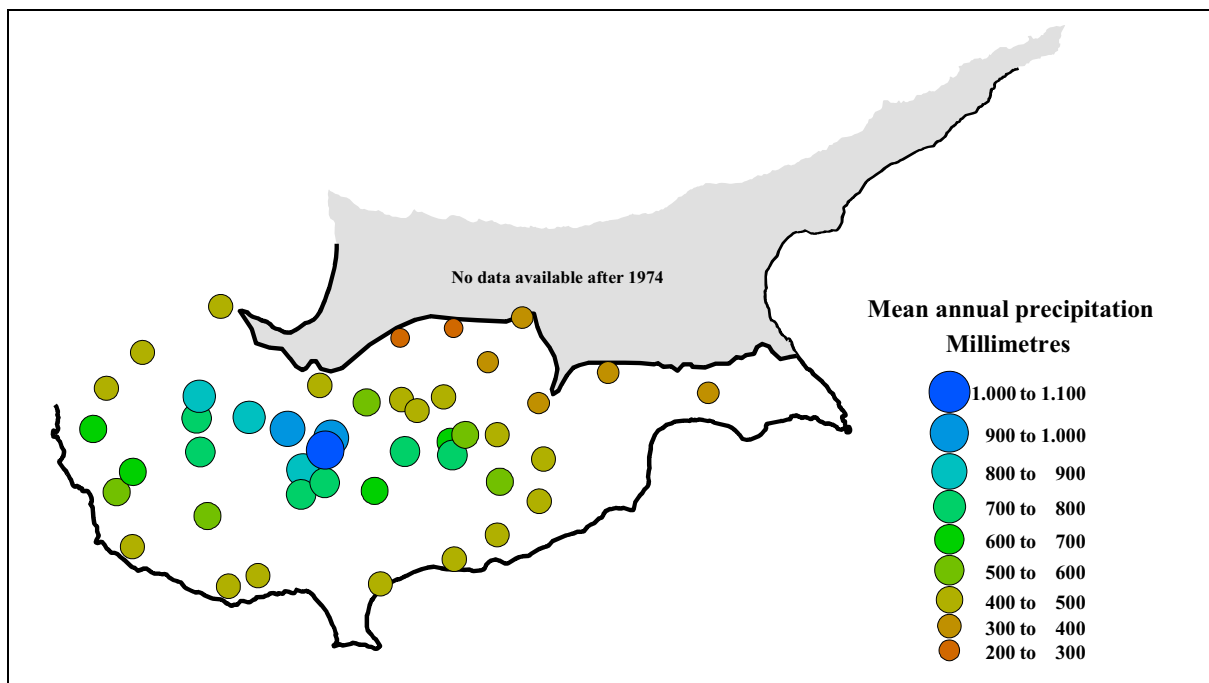 No data available after 1974
Mean annual precipitation
Millimetres
1.000 to 1.100
900 to 1.000
800 to 900
700 to 800
600 to 700
500 to 600
400 to 500
300 to 400
200 to 300